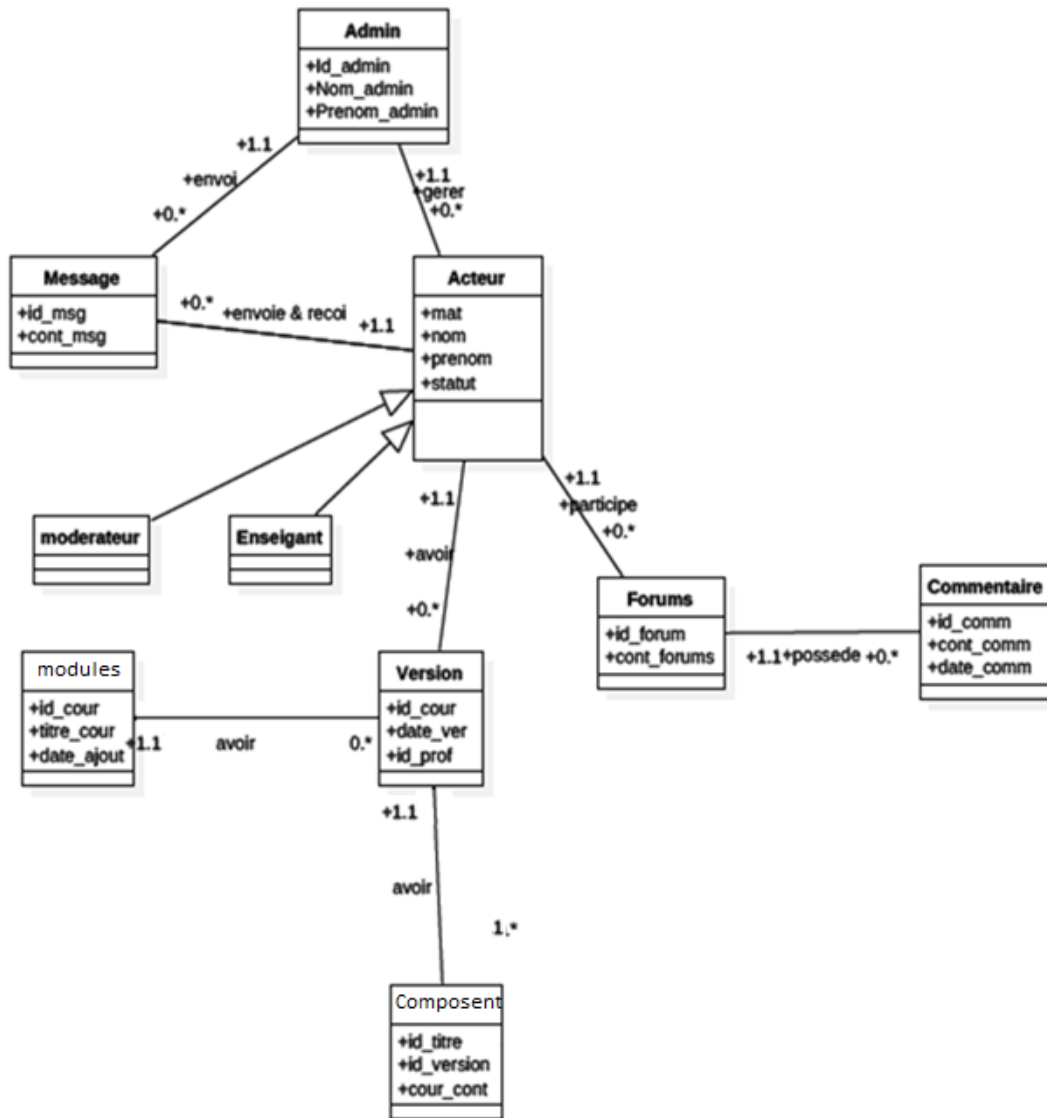 Admin
+Id_admin
+Nom_admin
+Prenom_admin
+1.1
+envoi
+0.*
+1.1
+gerer
+0.*
Message
+id_msg
+cont_msg
+0.*
+envoie & recoi
+1.1
Acteur
+mat
+nom
+prenom
+statut
moderateur
Enseigant
+1.1
+avoir
+0.*
+1.1
+participe
+0.*
Forums
+id_forum
+cont_forums
+1.1
+possede
+0.*
Commentaire
+id_comm
+cont_comm
+date_comm
modules
+id_cour
+titre_cour
+date_ajout
+1.1
avoir
0.*
Version
+id_cour
+date_ver
+id_prof
+1.1
avoir
1.*
Composent
+id_titre
+id_version
+cour_cont